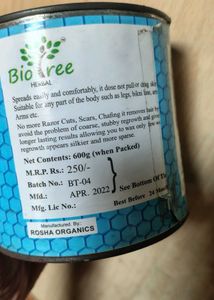 Bio Tree
HERBAL
Spreads easily and comfortably, it dose not pull or drag skin
Suitable for any part of the body such as legs, bikni line,
Arms etc.
No more Razor Cuts, Scars, Chafing it removes hair
avoid the problem of coarse, stubby regrowth and
longer lasting results allowing you to wax only few
regrowth appears silkier and more sparse.
Net Contents: 600g (when Packed)
M.R.P. Rs.: 250/-
Batch No.: BT-04
Mfd.: APR. 2022
See Bottom Of
Mfg. Lic No.:
Best Before 24
Manufactured By:
ROSHA ORGANICS